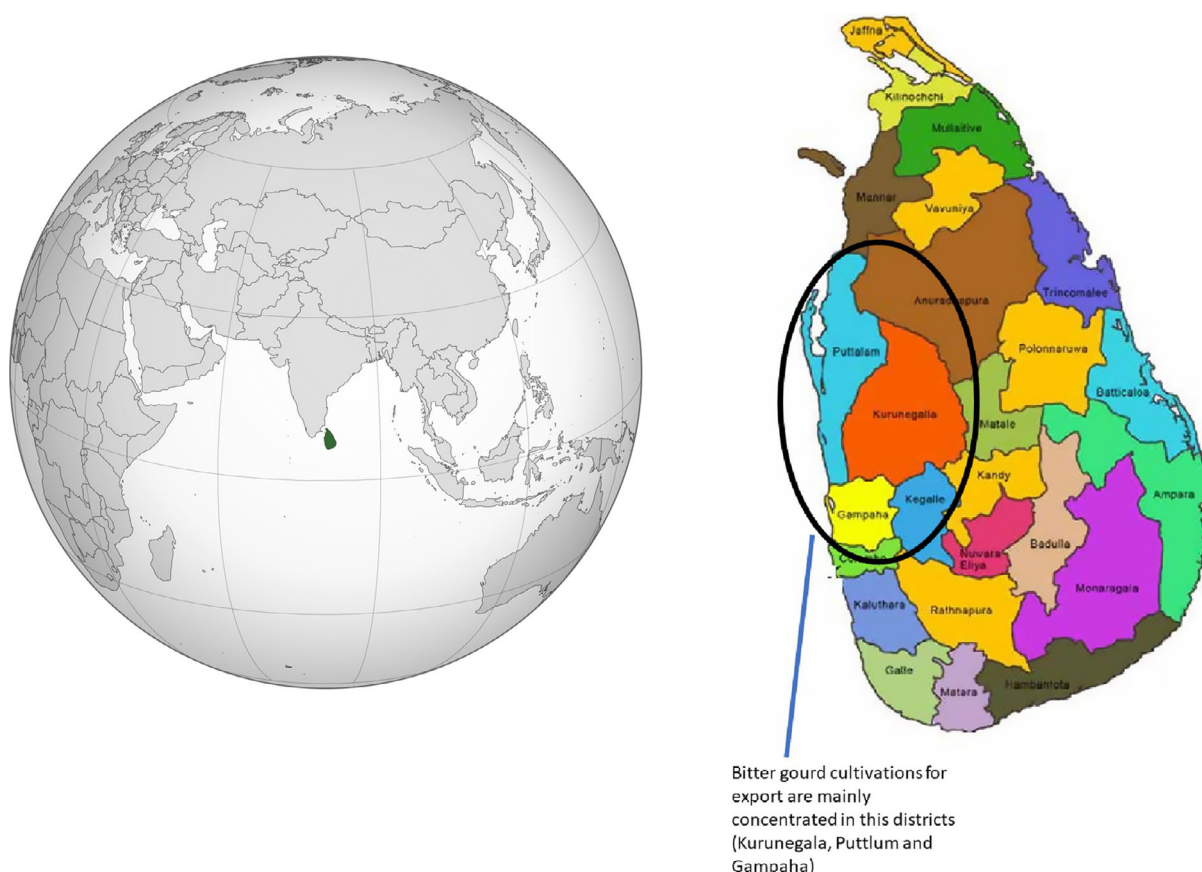 Jaffna
Kilinochchi
Mullaitive
Mannar
Vavuniya
Anuradhapura
Trincomalee
Puttalam
Polonnaruwa
Batticaloa
Kurunegalla
Matale
Kandy
Ampara
Gampaha
Kegalle
Nuwara
Eliya
Badulla
Monaragala
Kaluthara
Rathnapura
Galle
Matara
Hambantota
Bitter gourd cultivations for
export are mainly
concentrated in this districts
(Kurunegala, Puttlum and
Gampaha)